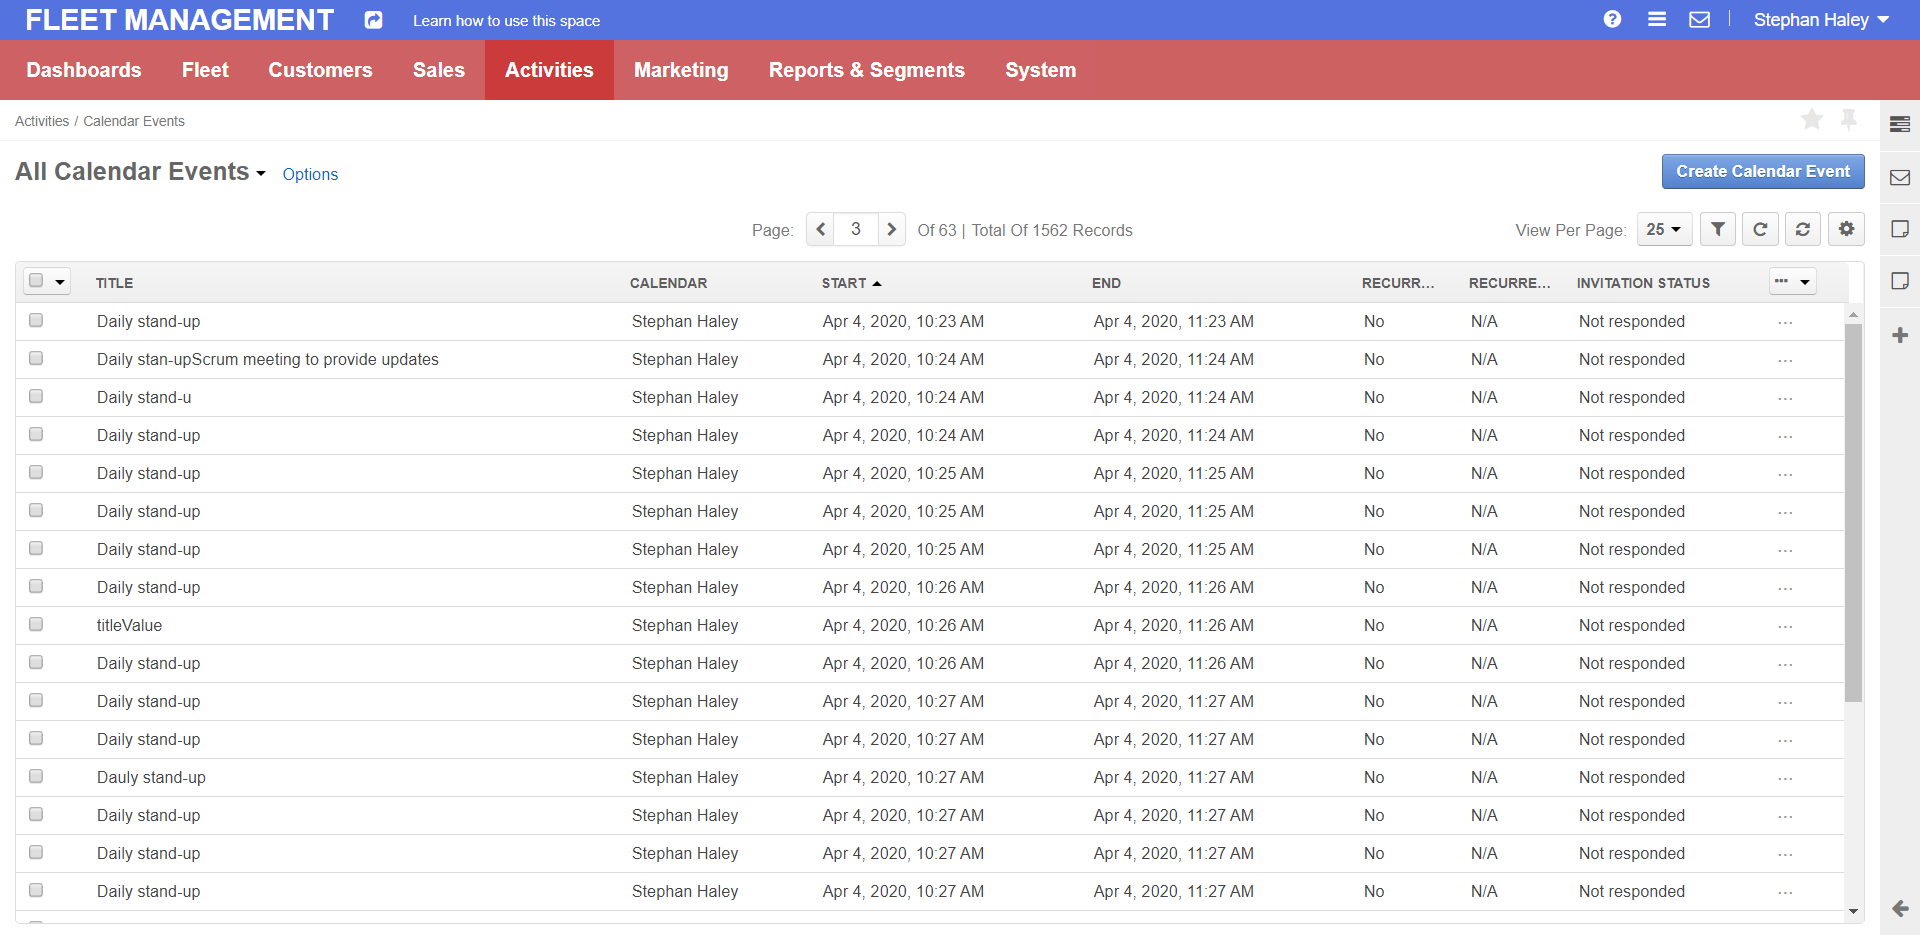 FLEET MANAGEMENT Learn how to use this space Stephan Haley
Dashboards Fleet Customers Sales Activities Marketing Reports & Segments System
Activities / Calendar Events
All Calendar Events Options Create Calendar Event
Page: 3 Of 63 | Total Of 1562 Records View Per Page: 25
TITLE CALENDAR START END RECURR... RECURRE... INVITATION STATUS
Daily stand-up Stephan Haley Apr 4, 2020, 10:23 AM Apr 4, 2020, 11:23 AM No N/A Not responded ...
Daily stan-upScrum meeting to provide updates Stephan Haley Apr 4, 2020, 10:24 AM Apr 4, 2020, 11:24 AM No N/A Not responded ...
Daily stand-u Stephan Haley Apr 4, 2020, 10:24 AM Apr 4, 2020, 11:24 AM No N/A Not responded ...
Daily stand-up Stephan Haley Apr 4, 2020, 10:24 AM Apr 4, 2020, 11:24 AM No N/A Not responded ...
Daily stand-up Stephan Haley Apr 4, 2020, 10:25 AM Apr 4, 2020, 11:25 AM No N/A Not responded ...
Daily stand-up Stephan Haley Apr 4, 2020, 10:25 AM Apr 4, 2020, 11:25 AM No N/A Not responded ...
Daily stand-up Stephan Haley Apr 4, 2020, 10:25 AM Apr 4, 2020, 11:25 AM No N/A Not responded ...
Daily stand-up Stephan Haley Apr 4, 2020, 10:26 AM Apr 4, 2020, 11:26 AM No N/A Not responded ...
titleValue Stephan Haley Apr 4, 2020, 10:26 AM Apr 4, 2020, 11:26 AM No N/A Not responded ...
Daily stand-up Stephan Haley Apr 4, 2020, 10:26 AM Apr 4, 2020, 11:26 AM No N/A Not responded ...
Daily stand-up Stephan Haley Apr 4, 2020, 10:27 AM Apr 4, 2020, 11:27 AM No N/A Not responded ...
Daily stand-up Stephan Haley Apr 4, 2020, 10:27 AM Apr 4, 2020, 11:27 AM No N/A Not responded ...
Dauly stand-up Stephan Haley Apr 4, 2020, 10:27 AM Apr 4, 2020, 11:27 AM No N/A Not responded ...
Daily stand-up Stephan Haley Apr 4, 2020, 10:27 AM Apr 4, 2020, 11:27 AM No N/A Not responded ...
Daily stand-up Stephan Haley Apr 4, 2020, 10:27 AM Apr 4, 2020, 11:27 AM No N/A Not responded ...
Daily stand-up Stephan Haley Apr 4, 2020, 10:27 AM Apr 4, 2020, 11:27 AM No N/A Not responded ...